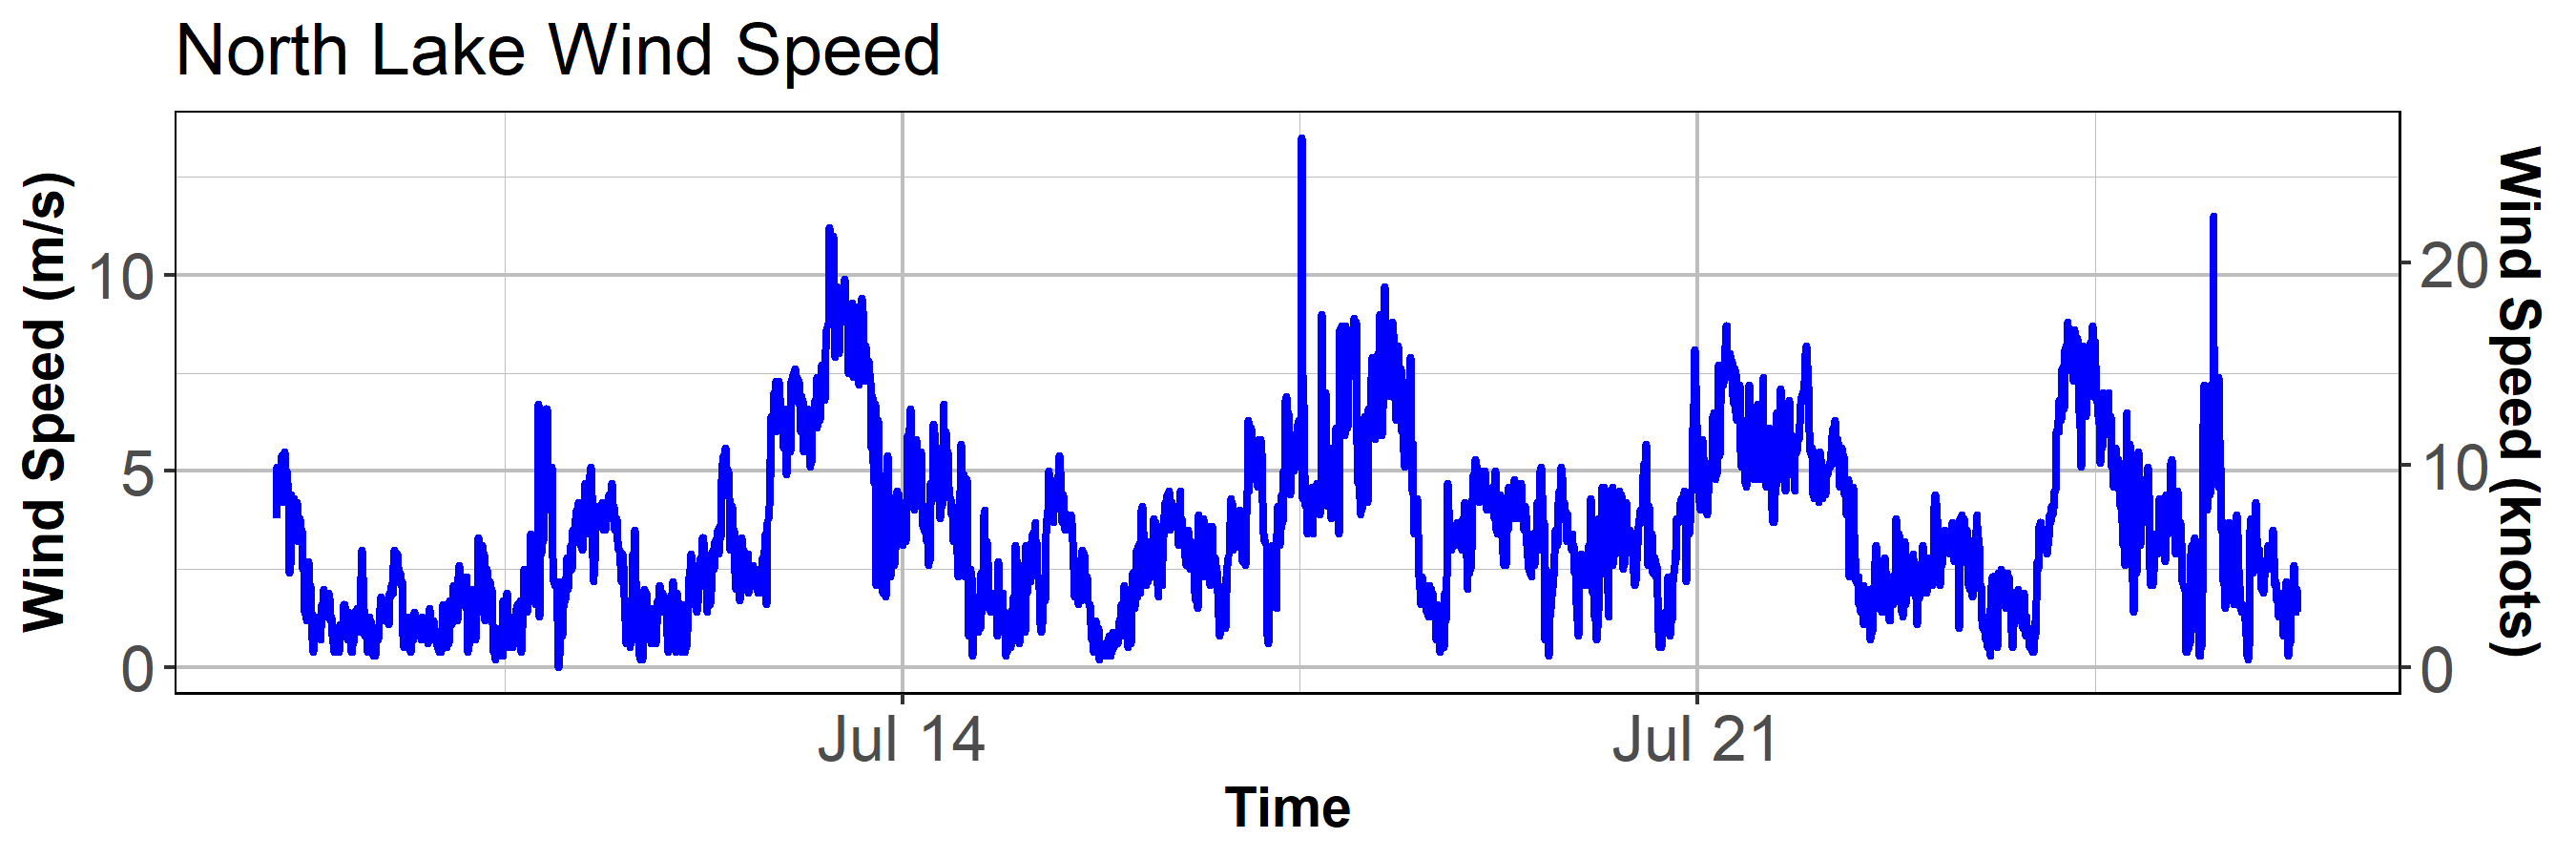 North Lake Wind Speed
Wind Speed (m/s)
10
5
0
20
10
0
Wind Speed (knots)
Jul 14
Jul 21
Time